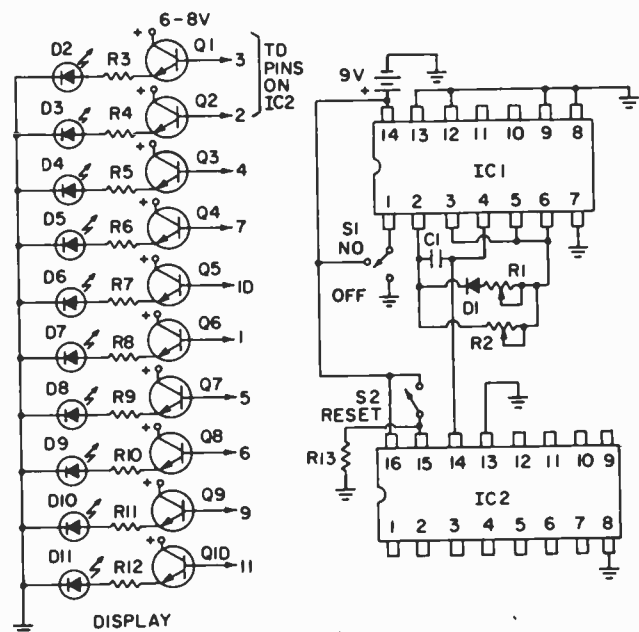 6-8V
+ Q1
D2 R3 3
TD
PINS
ON
IC2
+ Q2
D3 R4 2
+ Q3
D4 R5 4
+ Q4
D5 R6 7
+ Q5
D6 R7 1D
+ Q6
D7 R8 1
+ Q7
D8 R9 5
+ Q8
D9 R10 6
+ Q9
D10 R11 9
+ Q1D
D11 R12 11
DISPLAY
9V
+
14 13 12 11 10 9 8
IC1
1 2 3 4 5 6 7
S1
NO
OFF
C1
R1
D1
R2
S2
RESET
R13
16 15 14 13 12 11 10 9
IC2
1 2 3 4 5 6 7 8